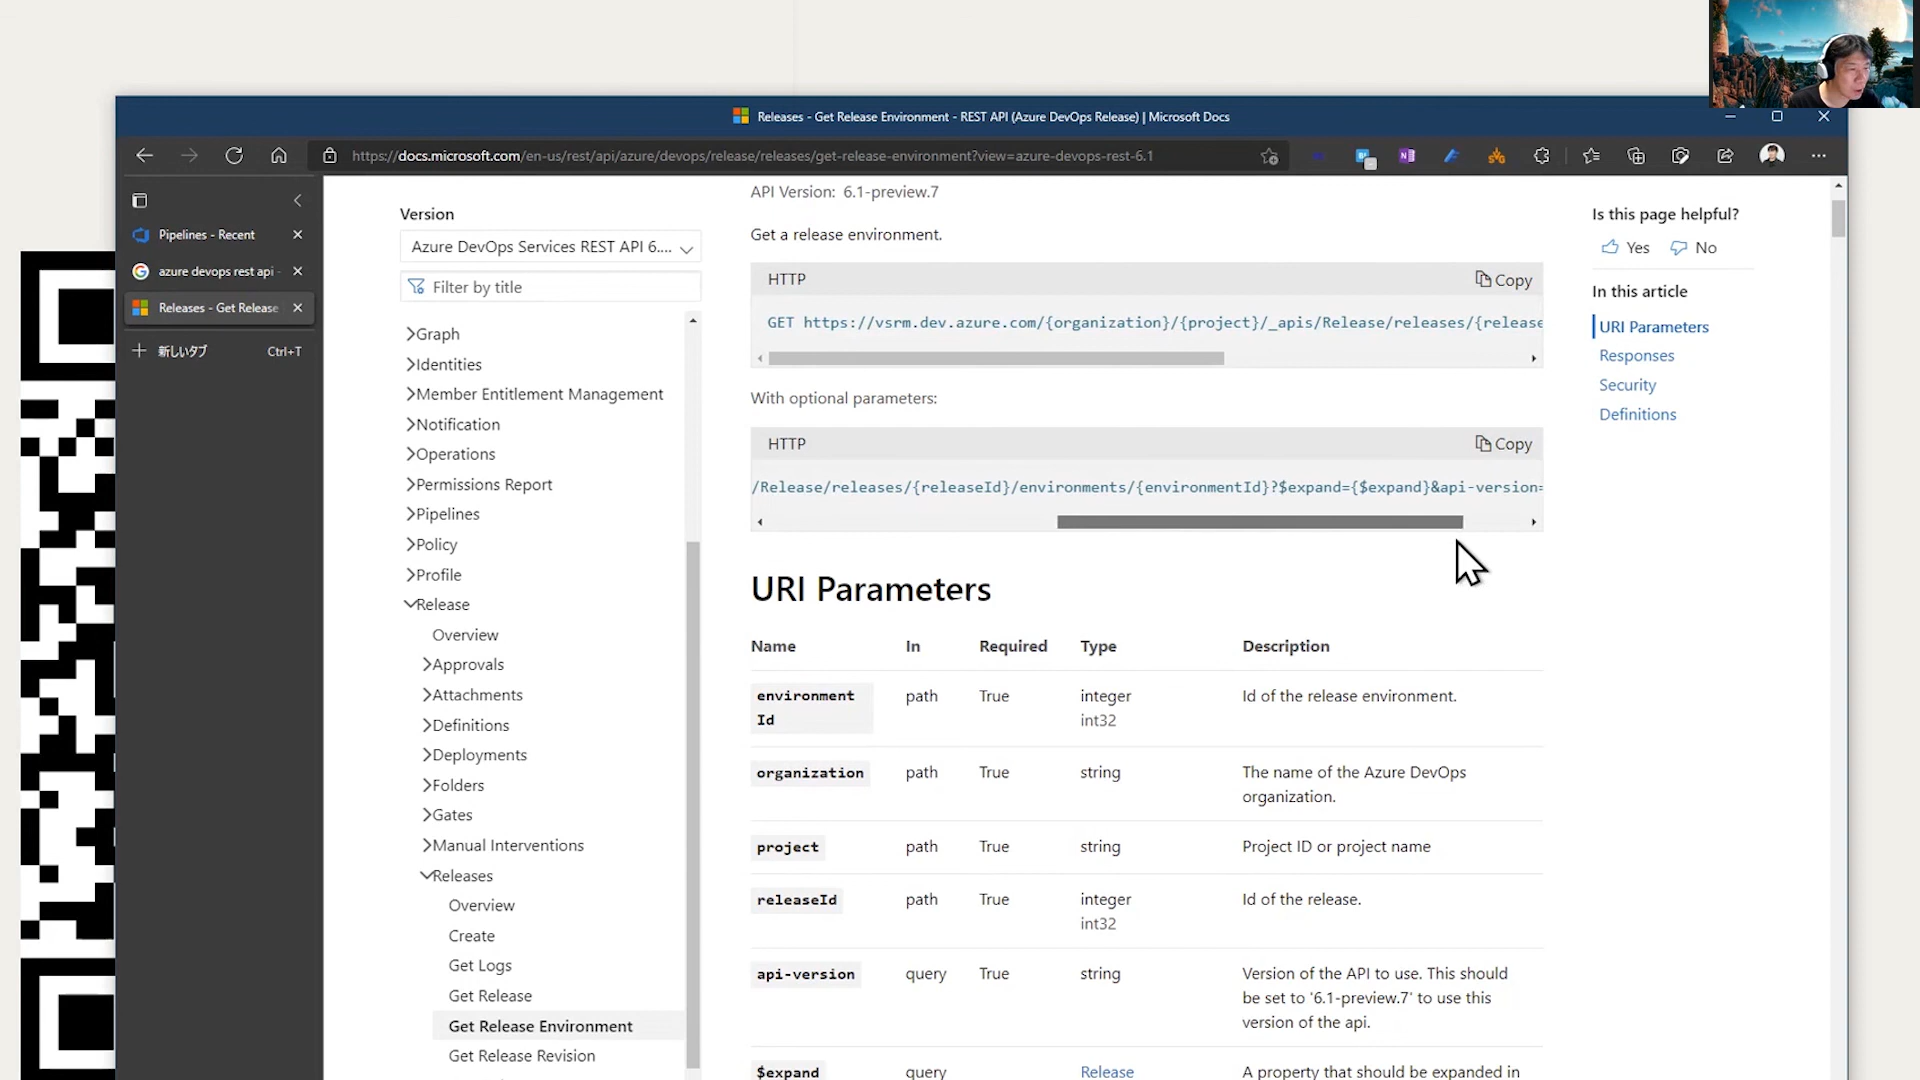 Releases - Get Release Environment - REST API (Azure DevOps Release) | Microsoft Docs
https://docs.microsoft.com/en-us/rest/api/azure/devops/release/releases/get-release-environment?view=azure-devops-rest-6.1
Pipelines - Recent
azure devops rest api -
Releases - Get Release
新しいタブ Ctrl+T
Version
Azure DevOps Services REST API 6....
Filter by title
Graph
Identities
Member Entitlement Management
Notification
Operations
Permissions Report
Pipelines
Policy
Profile
Release
Overview
Approvals
Attachments
Definitions
Deployments
Folders
Gates
Manual Interventions
Releases
Overview
Create
Get Logs
Get Release
Get Release Environment
Get Release Revision
API Version: 6.1-preview.7
Get a release environment.
HTTP Copy
GET https://vsrm.dev.azure.com/{organization}/{project}/_apis/Release/releases/{release
With optional parameters:
HTTP Copy
/Release/releases/{releaseId}/environments/{environmentId}?$expand={$expand}&api-version=
URI Parameters
Name In Required Type Description
environment path True integer Id of the release environment.
Id int32
organization path True string The name of the Azure DevOps
organization.
project path True string Project ID or project name
releaseId path True integer Id of the release.
int32
api-version query True string Version of the API to use. This should
be set to '6.1-preview.7' to use this
version of the api.
$expand query Release A property that should be expanded in
Is this page helpful?
Yes No
In this article
URI Parameters
Responses
Security
Definitions